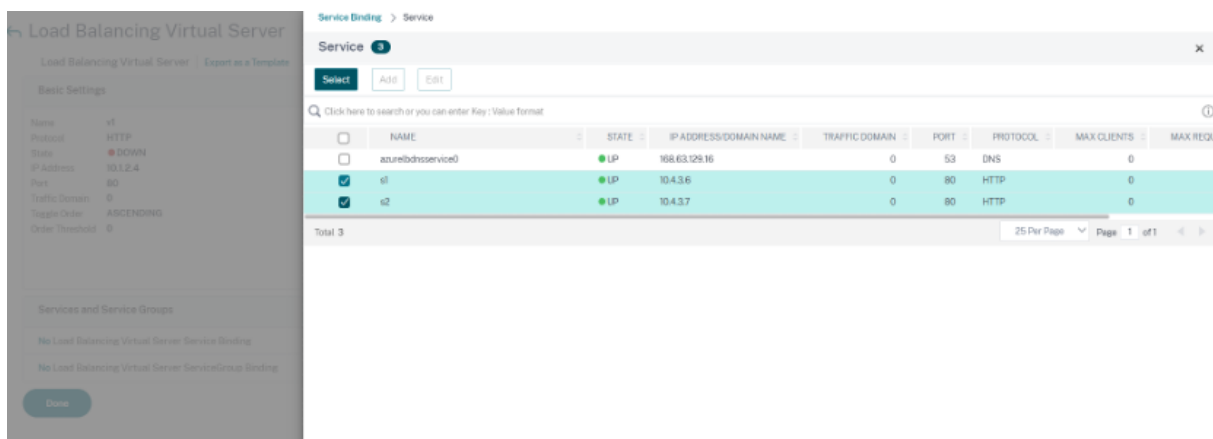 Load Balancing Virtual Server
Load Balancing Virtual Server | Export as a Template
Basic Settings
Name v1
Protocol HTTP
State DOWN
IP Address 10.1.2.4
Port 80
Traffic Domain 0
Toggle Order ASCENDING
Order Threshold 0
Services and Service Groups
No Load Balancing Virtual Server Service Binding
No Load Balancing Virtual Server ServiceGroup Binding
Done
Service Binding > Service
Service 3
Select Add Edit
Click here to search or you can enter Key : Value format
NAME STATE IP ADDRESS/DOMAIN NAME TRAFFIC DOMAIN PORT PROTOCOL MAX CLIENTS MAX REQU
azurelbdnsservice0 UP 168.63.129.16 0 53 DNS 0
s1 UP 10.4.3.6 0 80 HTTP 0
s2 UP 10.4.3.7 0 80 HTTP 0
Total 3
25 Per Page Page 1 of 1